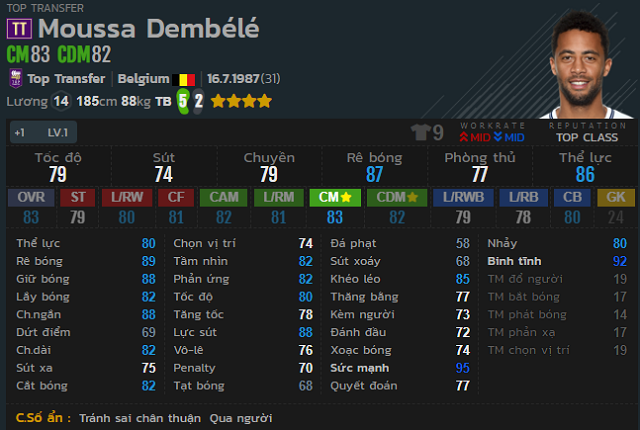 TOP TRANSFER
TT Moussa Dembélé
CM 83 CDM 82
Top Transfer Belgium 16.7.1987(31)
Lương 14 185cm 88kg TB 5 2
+1 LV.1 9 WORKRATE MID MID REPUTATION TOP CLASS
Tốc độ Sút Chuyền Rê bóng Phòng thủ Thể lực
79 74 79 87 77 86
OVR ST L/RW CF CAM L/RM CM CDM L/RWB L/RB CB GK
83 79 80 81 82 81 83 82 79 78 80 24
Thể lực 80 Chọn vị trí 74 Đá phạt 58 Nhảy 80
Rê bóng 89 Tầm nhìn 82 Sút xoáy 68 Bình tĩnh 92
Giữ bóng 88 Phản ứng 82 Khéo léo 85 TM đổ người 19
Lấy bóng 82 Tốc độ 80 Thăng bằng 77 TM bắt bóng 17
Ch.ngắn 88 Tăng tốc 78 Kèm người 73 TM phát bóng 14
Dứt điểm 69 Lực sút 88 Đánh đầu 72 TM phản xạ 17
Ch.dài 82 Vô-lê 76 Xoạc bóng 74 TM chọn vị trí 19
Sút xa 75 Penalty 70 Sức mạnh 95
Cắt bóng 82 Tạt bóng 68 Quyết đoán 77
C.Số ẩn : Tránh sai chân thuận Qua người